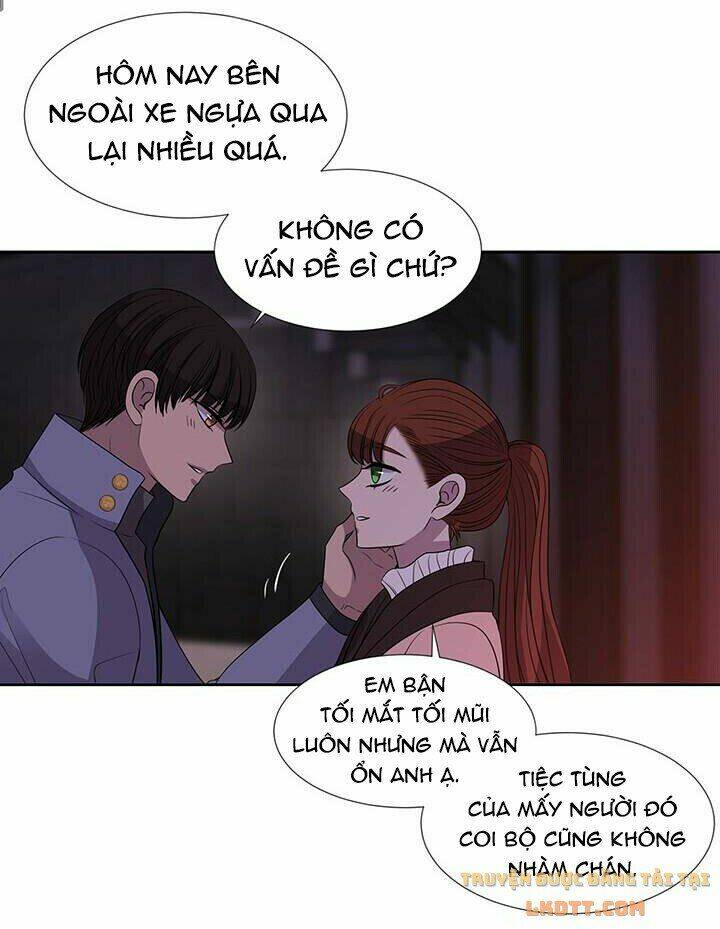 HÔM NAY BÊN
NGOÀI XE NGỰA QUA
LẠI NHIỀU QUÁ.
KHÔNG CÓ
VẤN ĐỀ GÌ CHỨ?
EM BẬN
TỐI MẮT TỐI MŨI
LUÔN NHƯNG MÀ VẪN
ỔN ANH Ạ.
TIỆC TÙNG
CỦA MẤY NGƯỜI ĐÓ
COI BỘ CŨNG KHÔNG
NHÀM CHÁN.
TRUYỆN ĐƯỢC ĐĂNG TẢI TẠI
LKDTT.COM